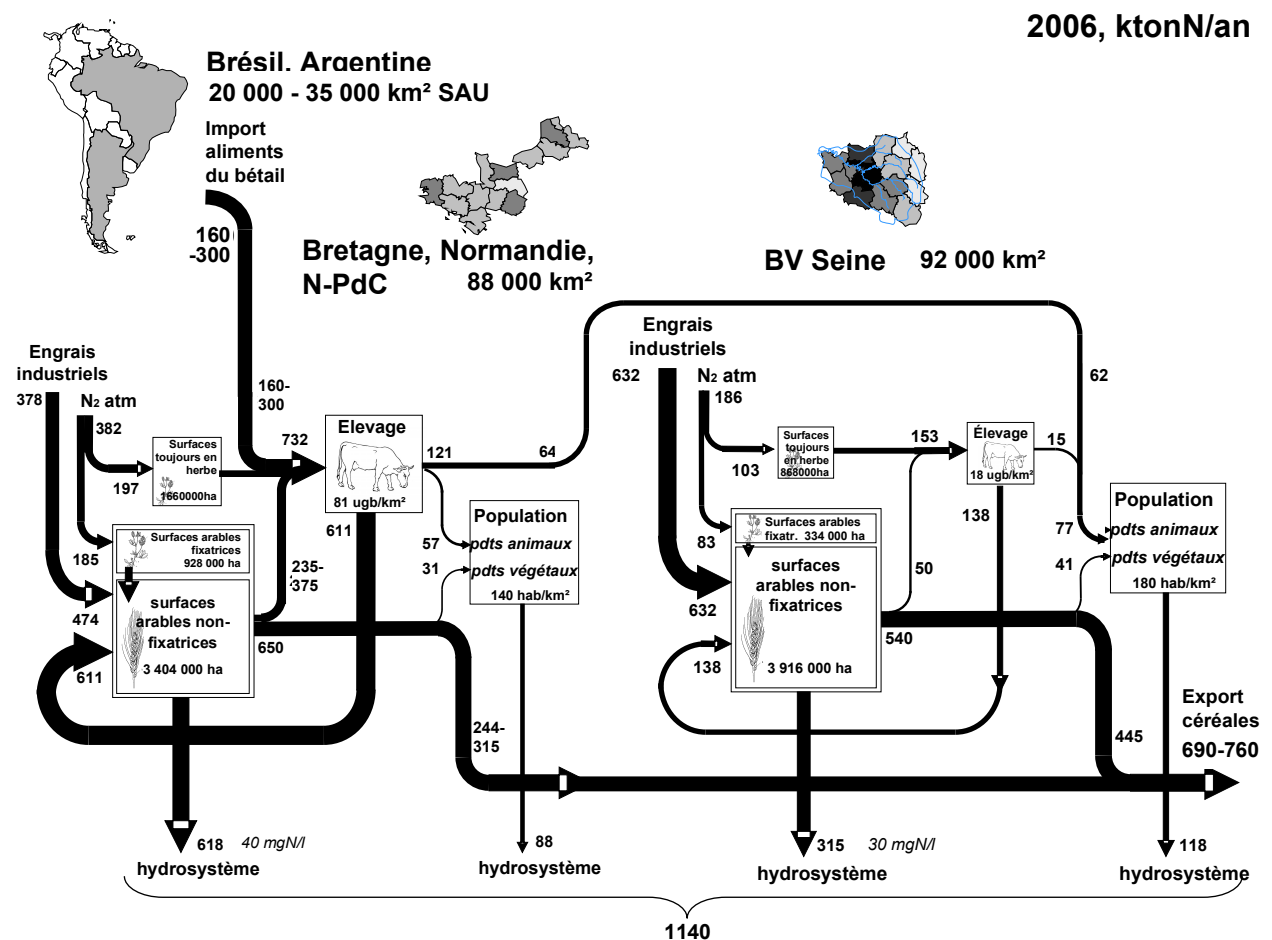 2006, ktonN/an
Brésil, Argentine
20 000 - 35 000 km² SAU
Import
aliments
du bétail
160
-300
Bretagne, Normandie,
N-PdC
88 000 km²
BV Seine
92 000 km²
Engrais
industriels
378
N2 atm
382
197
Surfaces
toujours en
herbe
1660000ha
160-
300
732
Elevage
81 ugb/km²
121
64
611
185
Surfaces arables
fixatrices
928 000 ha
235-
375
474
surfaces
arables non-
fixatrices
3 404 000 ha
611
650
57
31
Population
pdts animaux
pdts végétaux
140 hab/km²
244-
315
618
40 mgN/l
hydrosystème
88
hydrosystème
Engrais
industriels
632
N2 atm
186
103
Surfaces
toujours
en herbe
868000ha
153
Élevage
18 ugb/km²
15
62
138
83
Surfaces arables
fixatr. 334 000 ha
50
632
surfaces
arables non-
fixatrices
3 916 000 ha
138
540
77
41
Population
pdts animaux
pdts végétaux
180 hab/km²
445
Export
céréales
690-760
315
30 mgN/l
hydrosystème
118
hydrosystème
1140